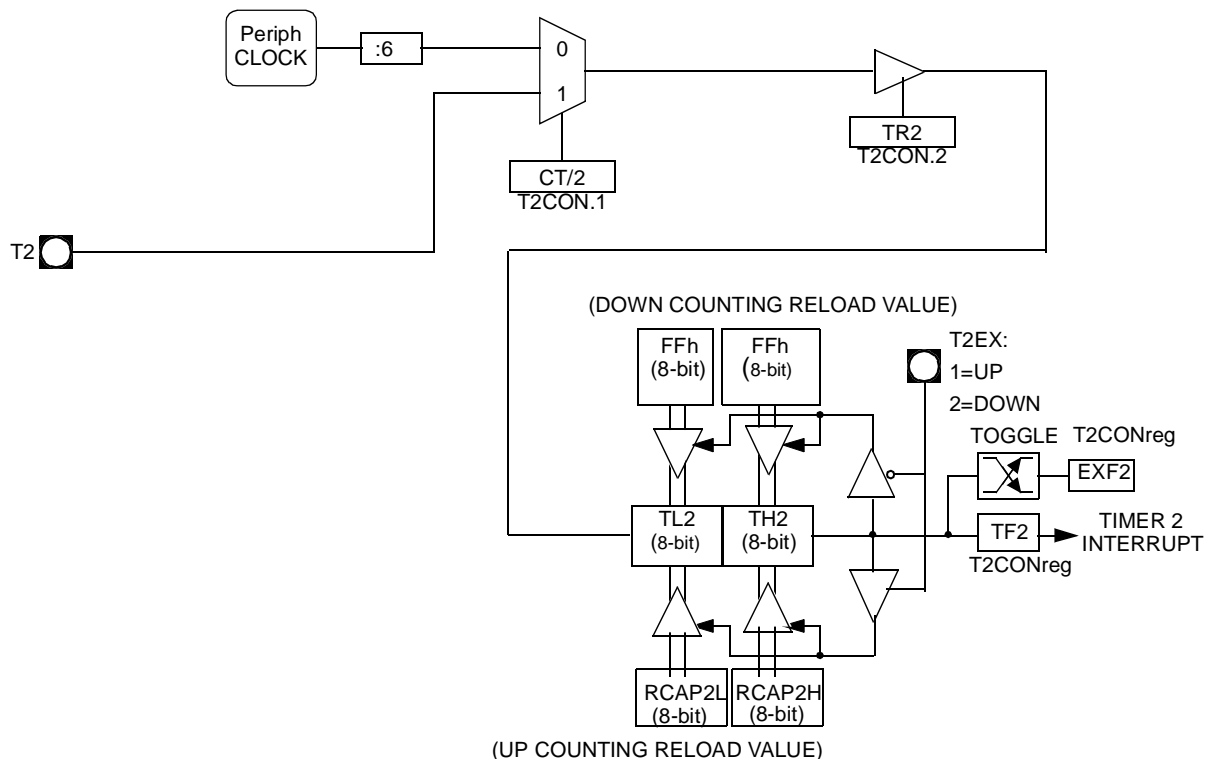 Periph
CLOCK
:6
0
1
TR2
T2CON.2
CT/2
T2CON.1
T2
(DOWN COUNTING RELOAD VALUE)
FFh
(8-bit)
FFh
(8-bit)
T2EX:
1=UP
2=DOWN
TOGGLE
T2CONreg
EXF2
TL2
(8-bit)
TH2
(8-bit)
TF2
T2CONreg
TIMER 2
INTERRUPT
RCAP2L
(8-bit)
RCAP2H
(8-bit)
(UP COUNTING RELOAD VALUE)